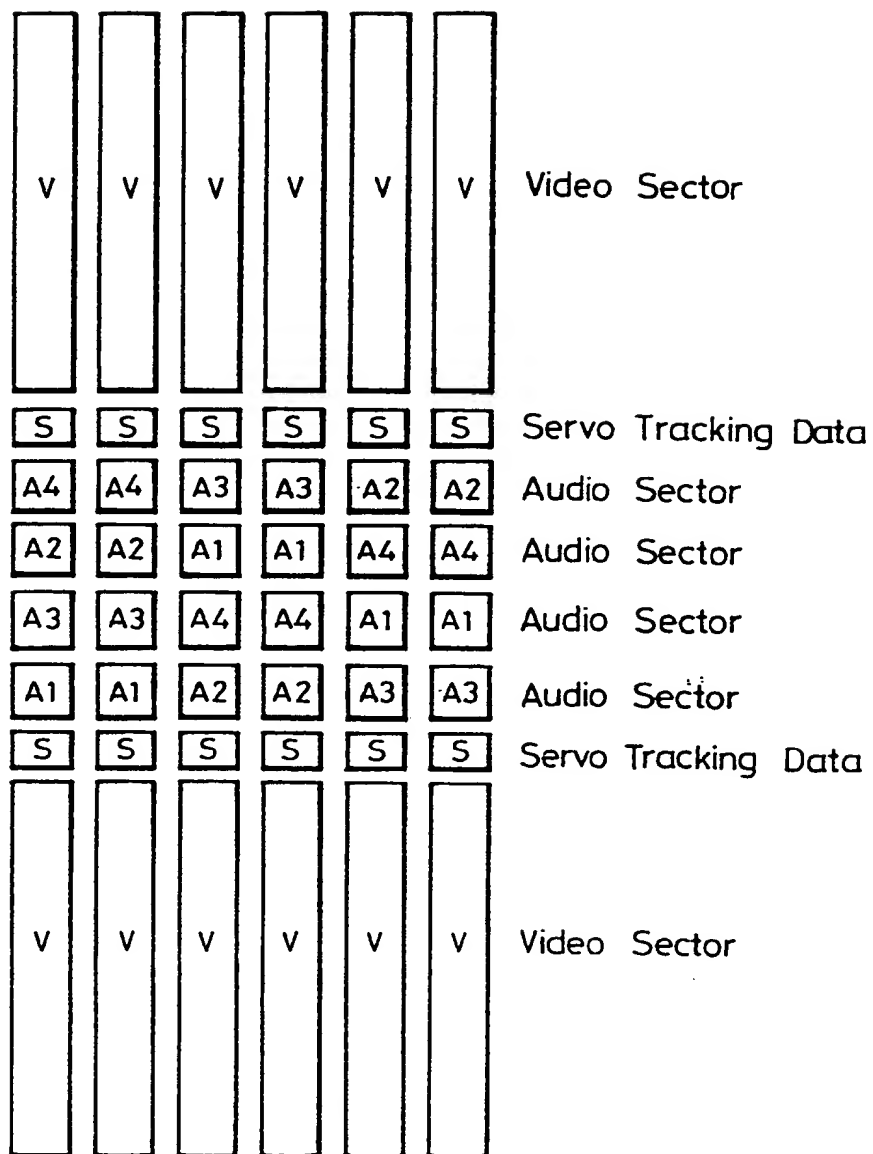 V V V V V V Video Sector
S S S S S S Servo Tracking Data
A4 A4 A3 A3 A2 A2 Audio Sector
A2 A2 A1 A1 A4 A4 Audio Sector
A3 A3 A4 A4 A1 A1 Audio Sector
A1 A1 A2 A2 A3 A3 Audio Sector
S S S S S S Servo Tracking Data
V V V V V V Video Sector